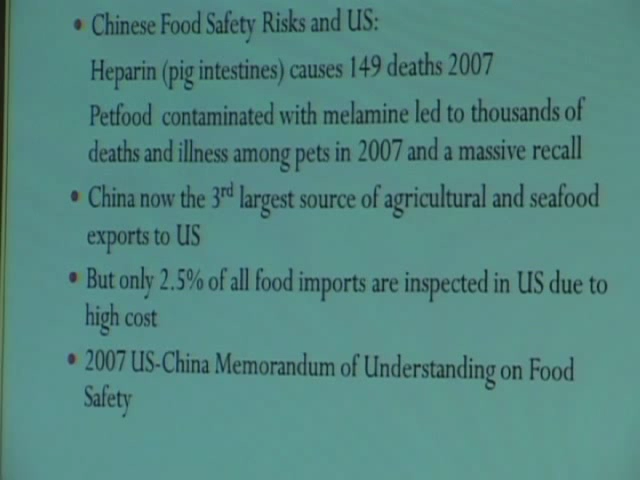 • Chinese Food Safety Risks and US:
Heparin (pig intestines) causes 149 deaths 2007
Petfood contaminated with melamine led to thousands of
deaths and illness among pets in 2007 and a massive recall
• China now the 3rd largest source of agricultural and seafood
exports to US
• But only 2.5% of all food imports are inspected in US due to
high cost
• 2007 US-China Memorandum of Understanding on Food
Safety